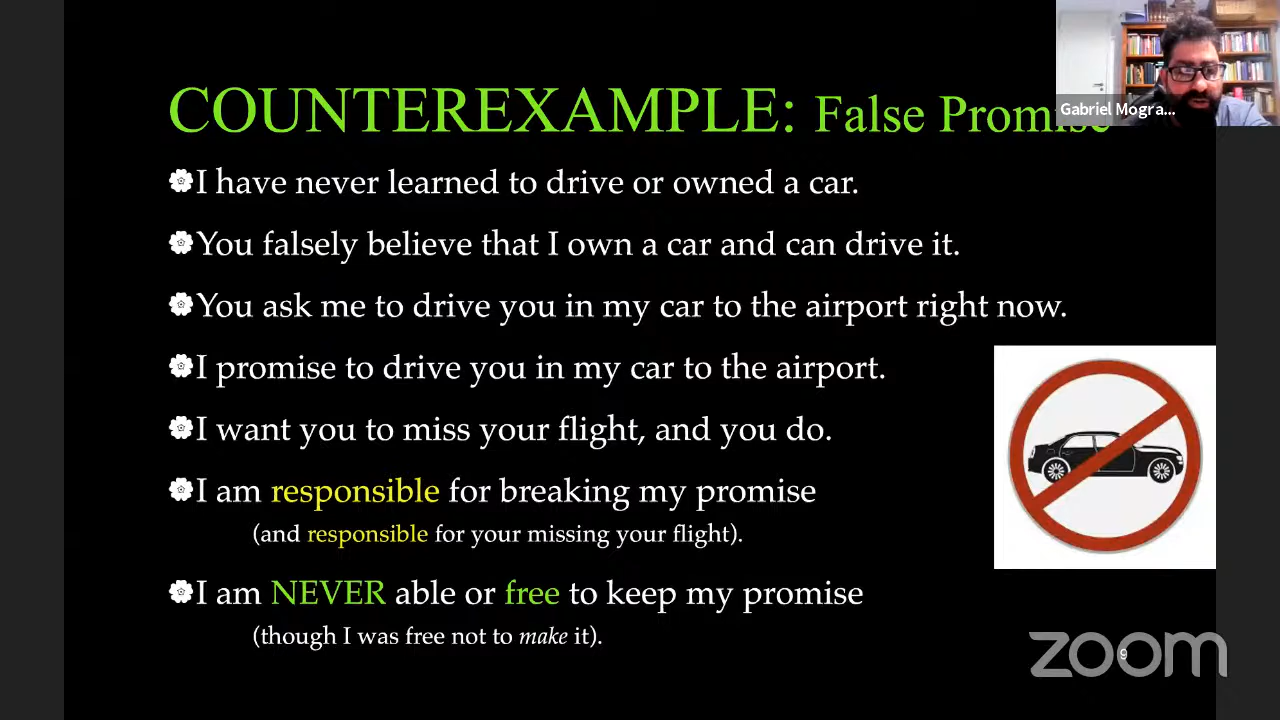 COUNTEREXAMPLE: False Promise
Gabriel Mogra...
I have never learned to drive or owned a car.
You falsely believe that I own a car and can drive it.
You ask me to drive you in my car to the airport right now.
I promise to drive you in my car to the airport.
I want you to miss your flight, and you do.
I am responsible for breaking my promise
(and responsible for your missing your flight).
I am NEVER able or free to keep my promise
(though I was free not to make it).
9
zoom